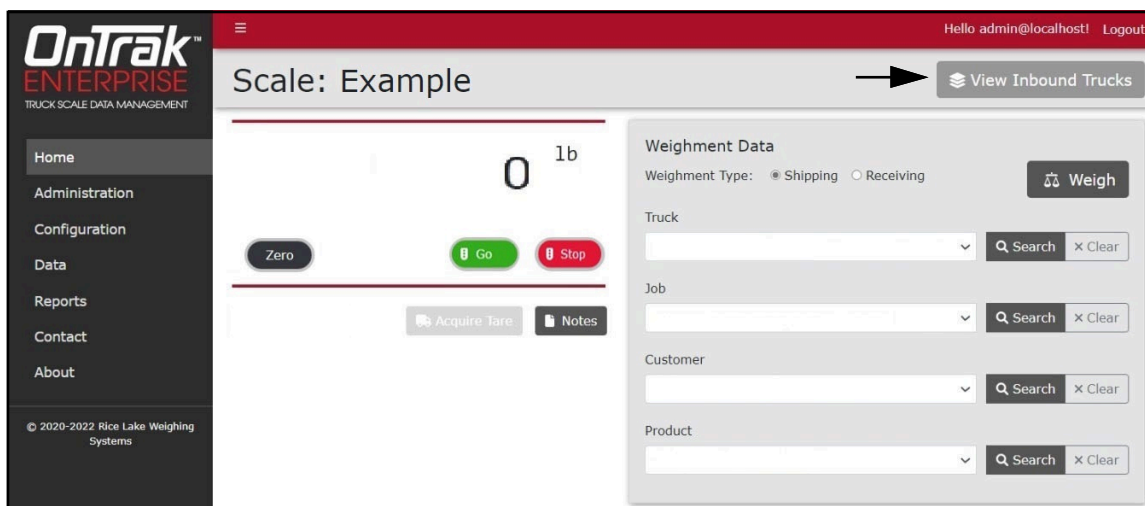 OnTrak™
ENTERPRISE
TRUCK SCALE DATA MANAGEMENT
Home
Administration
Configuration
Data
Reports
Contact
About
© 2020-2022 Rice Lake Weighing
Systems
Hello admin@localhost! Logout
Scale: Example
View Inbound Trucks
0 lb
Zero
Go
Stop
Acquire Tare
Notes
Weighment Data
Weighment Type: Shipping Receiving
Weigh
Truck
Search Clear
Job
Search Clear
Customer
Search Clear
Product
Search Clear